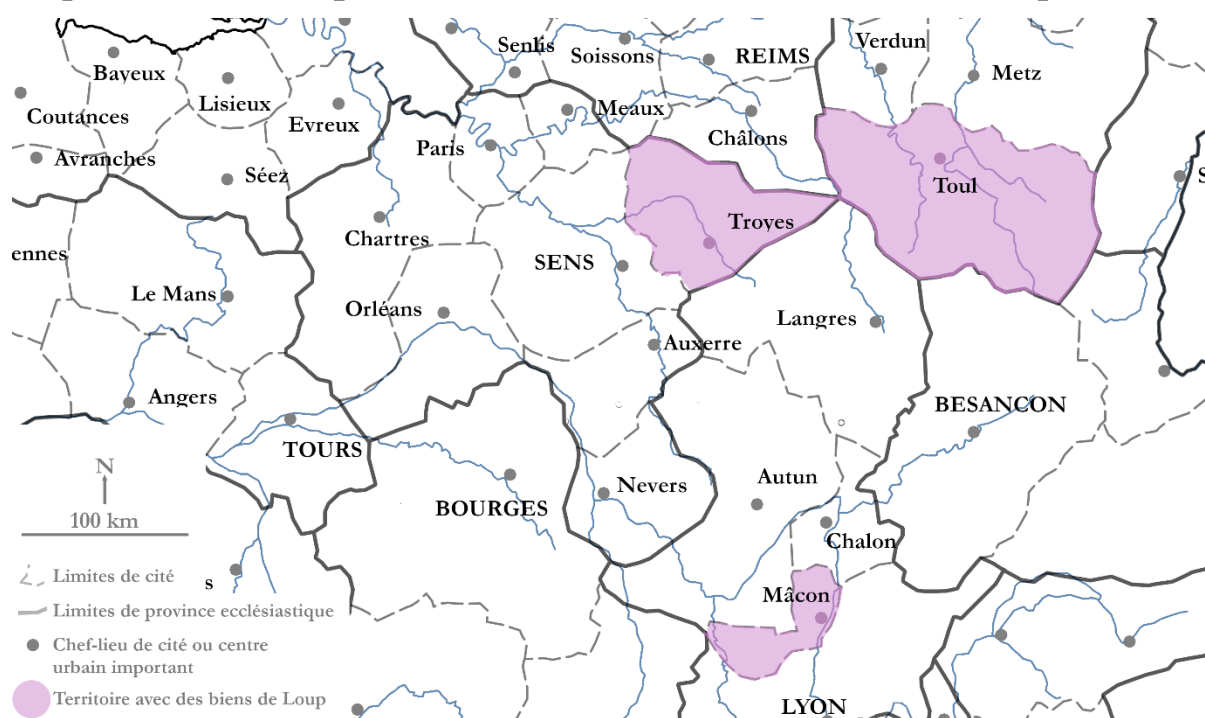 Senlis
Soissons
REIMS
Verdun
Metz
Bayeux
Lisieux
Evreux
Meaux
Châlons
Coutances
Avranches
Séez
Paris
Toul
Troyes
Chartres
SENS
ennes
Le Mans
Orléans
Langres
Auxerre
Angers
BESANCON
TOURS
Autun
Nevers
BOURGES
Chalon
Mâcon
LYON
S
s
N
100 km
Limites de cité
Limites de province ecclésiastique
Chef-lieu de cité ou centre
urbain important
Territoire avec des biens de Loup